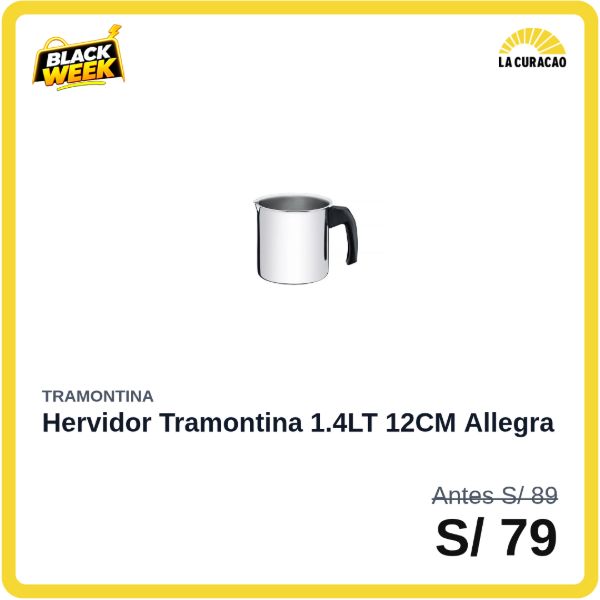 BLACK
WEEK
LA CURACAO
TRAMONTINA
Hervidor Tramontina 1.4LT 12CM Allegra
Antes S/ 89
S/ 79